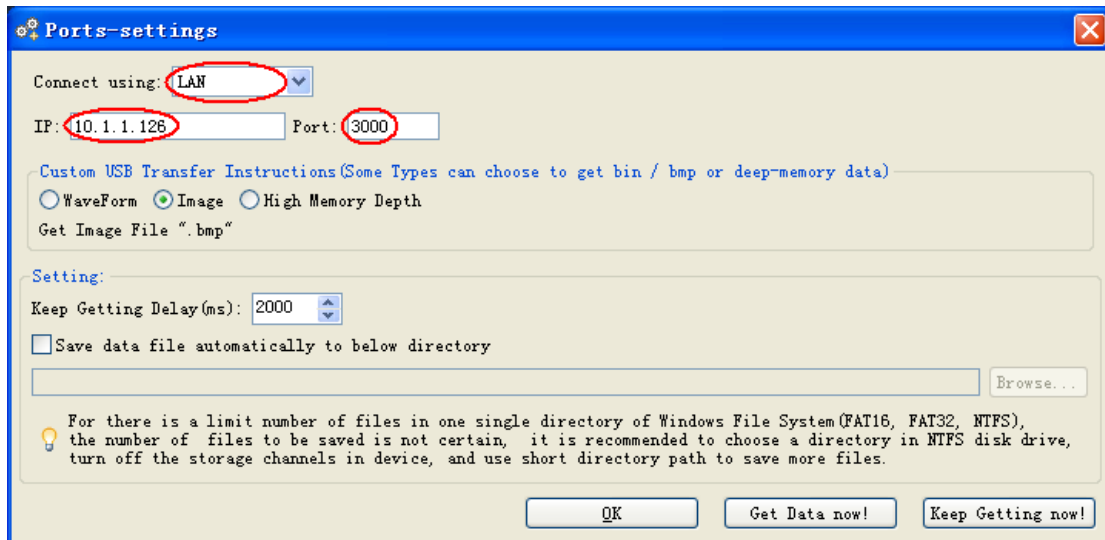 Ports-settings
Connect using: LAN
IP: 10.1.1.126 Port: 3000
Custom USB Transfer Instructions(Some Types can choose to get bin / bmp or deep-memory data)
WaveForm Image High Memory Depth
Get Image File ".bmp"
Setting:
Keep Getting Delay(ms): 2000
Save data file automatically to below directory
Browse...
For there is a limit number of files in one single directory of Windows File System(FAT16, FAT32, NTFS),
the number of files to be saved is not certain, it is recommended to choose a directory in NTFS disk drive,
turn off the storage channels in device, and use short directory path to save more files.
OK Get Data now! Keep Getting now!